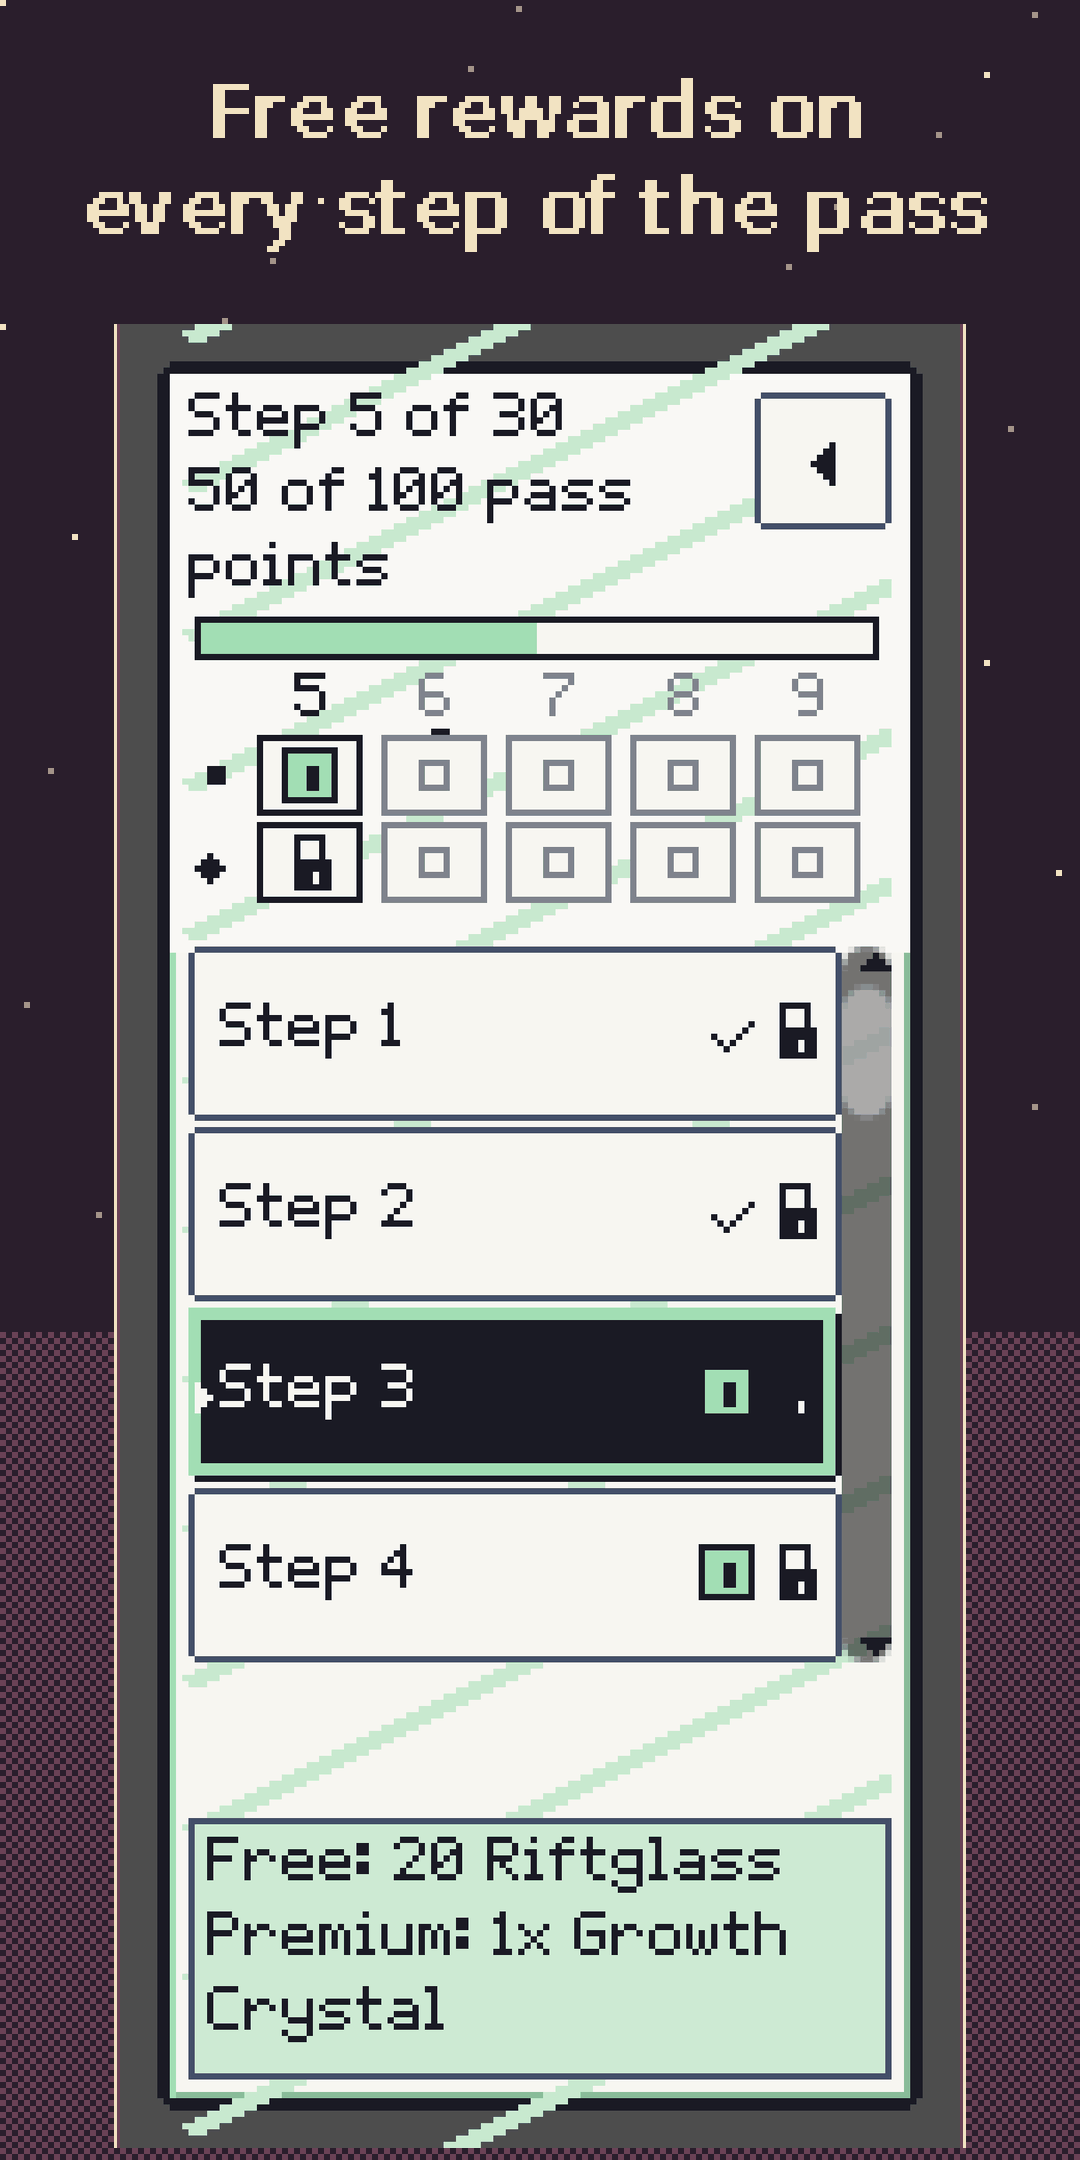 Free rewards on
every step of the pass
Step 5 of 30
50 of 100 pass
points
5 6 7 8 9
Step 1
Step 2
Step 3
Step 4
Free: 20 Riftglass
Premium: 1x Growth
Crystal